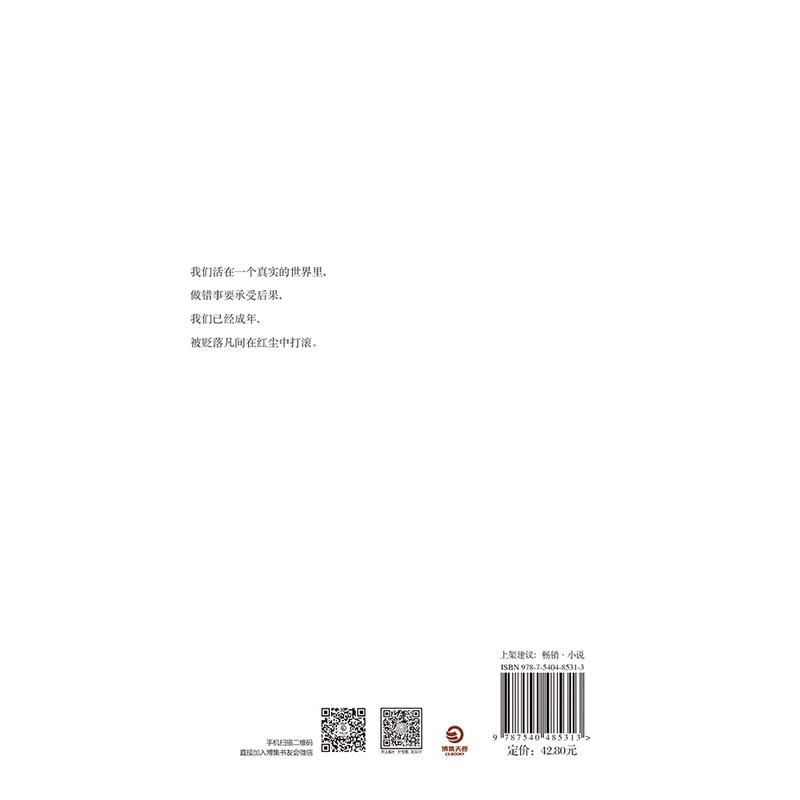 我们活在一个真实的世界里，
做错事要承受后果，
我们已经成年，
被贬落凡间在红尘中打滚。
上架建议：畅销·小说
ISBN 978-7-5404-8531-3
9 787540 485313 >
定价：42.80元
手机扫描二维码
直接加入博集书友会微信
博集天卷
CS-BOOKY